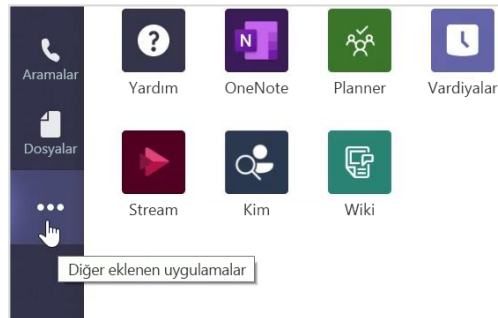 Aramalar
Dosyalar
Yardım
N
OneNote
Planner
Vardiyalar
Stream
Kim
Wiki
Diğer eklenen uygulamalar